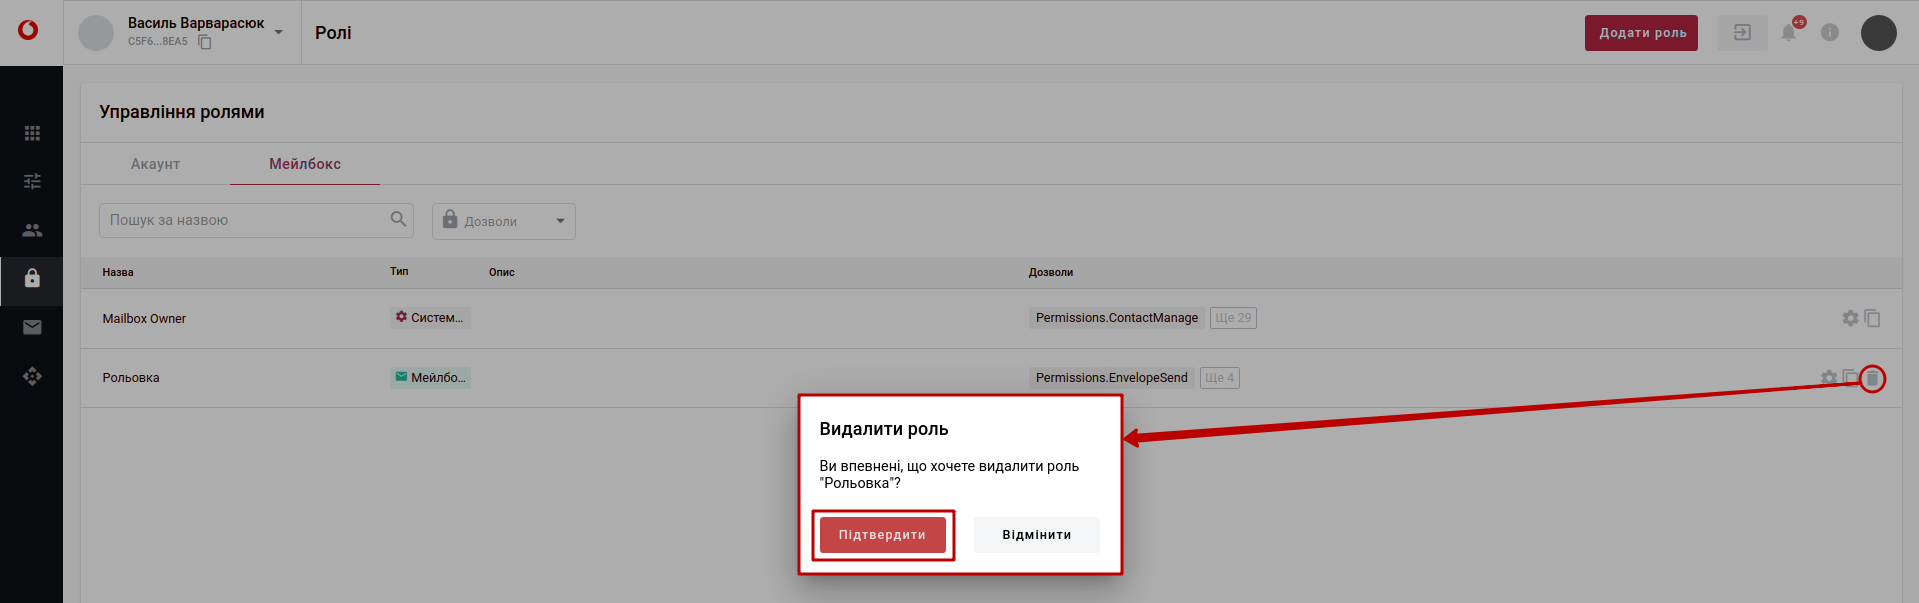 Василь Варварасюк
C5F6...8EA5
Ролі
Додати роль
+9
Управління ролями
Акаунт
Мейлбокс
Пошук за назвою
Дозволи
Назва
Тип
Опис
Дозволи
Mailbox Owner
Систем...
Permissions.ContactManage
Ще 29
Рольовка
Мейлбо...
Permissions.EnvelopeSend
Ще 4
Видалити роль
Ви впевнені, що хочете видалити роль
"Рольовка"?
Підтвердити
Відмінити